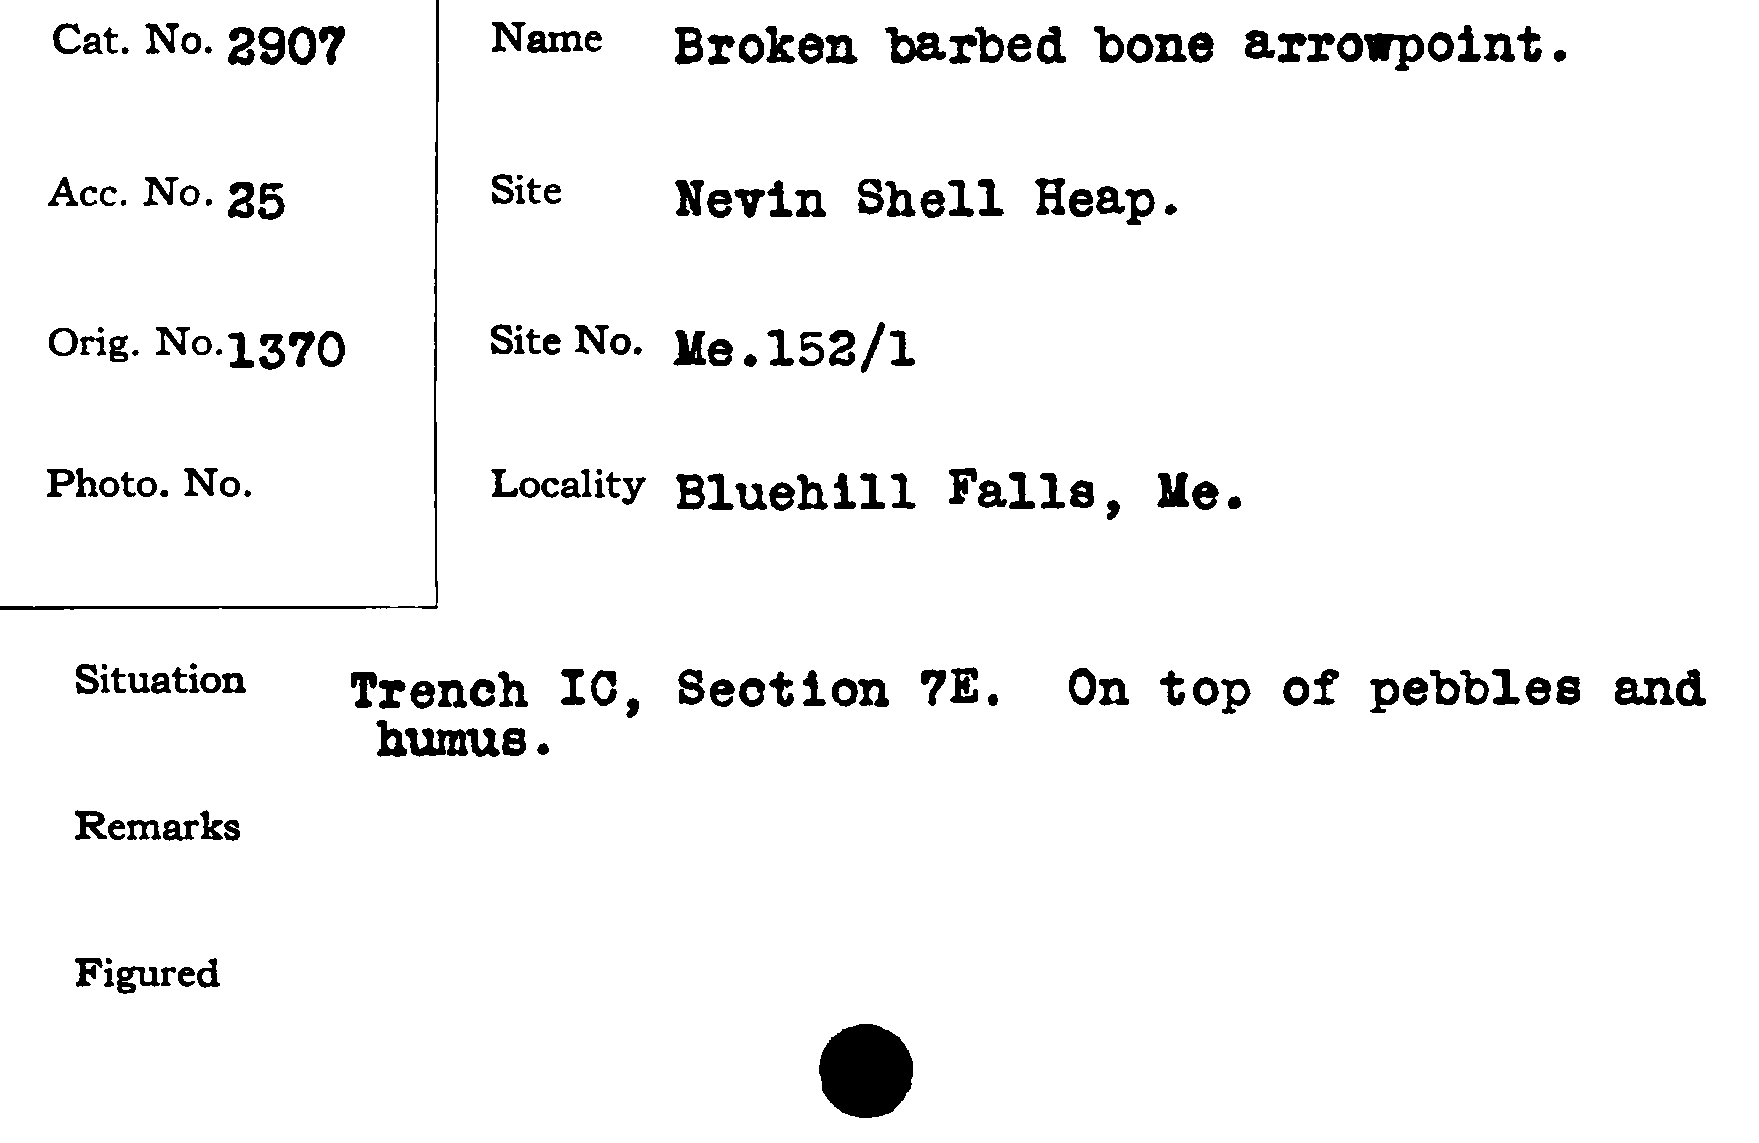 Cat. No. 2907
Name Broken barbed bone arrowpoint.
Acc. No. 25
Site Nevin Shell Heap.
Orig. No. 1370
Site No. Me.152/1
Photo. No.
Locality Bluehill Falls, Me.
Situation Trench IC, Section 7E. On top of pebbles and
humus.
Remarks
Figured